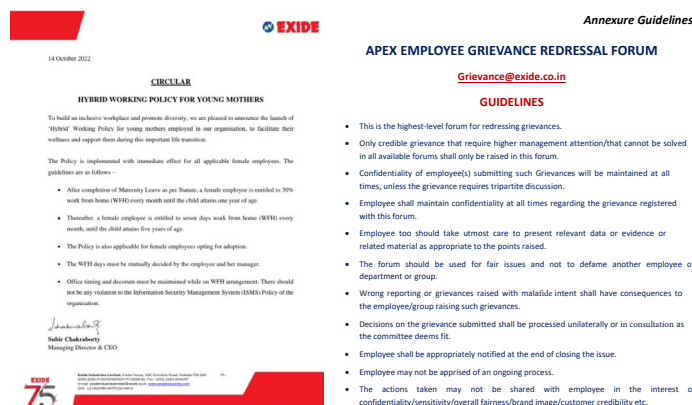 EXIDE
14 October 2022
CIRCULAR
HYBRID WORKING POLICY FOR YOUNG MOTHERS
To build an inclusive workplace and promote diversity, we are pleased to announce the launch of
'Hybrid' Working Policy for young mothers employed in our organisation, to facilitate their
wellness and support them during this important life transition.
The Policy is implemented with immediate effect for all applicable female employees. The
guidelines are as follows –
• After completion of Maternity Leave as per Statute, a female employee is entitled to 50%
work from home (WFH) every month until the child attains one year of age.
• Thereafter, a female employee is entitled to seven days work from home (WFH) every
month, until the child attains five years of age.
• The Policy is also applicable for female employees opting for adoption.
• The WFH days must be mutually decided by the employee and her manager.
• Office timing and decorum must be maintained while on WFH arrangement. There should
not be any violation to the Information Security Management System (ISMS) Policy of the
organisation.
Subir Chakraborty
Managing Director & CEO
EXIDE
75
Exide Industries Limited, Exide House,
Annexure Guidelines
APEX EMPLOYEE GRIEVANCE REDRESSAL FORUM
Grievance@exide.co.in
GUIDELINES
• This is the highest-level forum for redressing grievances.
• Only credible grievance that require higher management attention/that cannot be solved
in all available forums shall only be raised in this forum.
• Confidentiality of employee(s) submitting such Grievances will be maintained at all
times, unless the grievance requires tripartite discussion.
• Employee shall maintain confidentiality at all times regarding the grievance registered
with this forum.
• Employee too should take utmost care to present relevant data or evidence or
related material as appropriate to the points raised.
• The forum should be used for fair issues and not to defame another employee o
department or group.
• Wrong reporting or grievances raised with malafide intent shall have consequences to
the employee/group raising such grievances.
• Decisions on the grievance submitted shall be processed unilaterally or in consultation as
the committee deems fit.
• Employee shall be appropriately notified at the end of closing the issue.
• Employee may not be apprised of an ongoing process.
• The actions taken may not be shared with employee in the interest o
confidentiality/sensitivity/overall fairness/brand image/customer credibility etc.